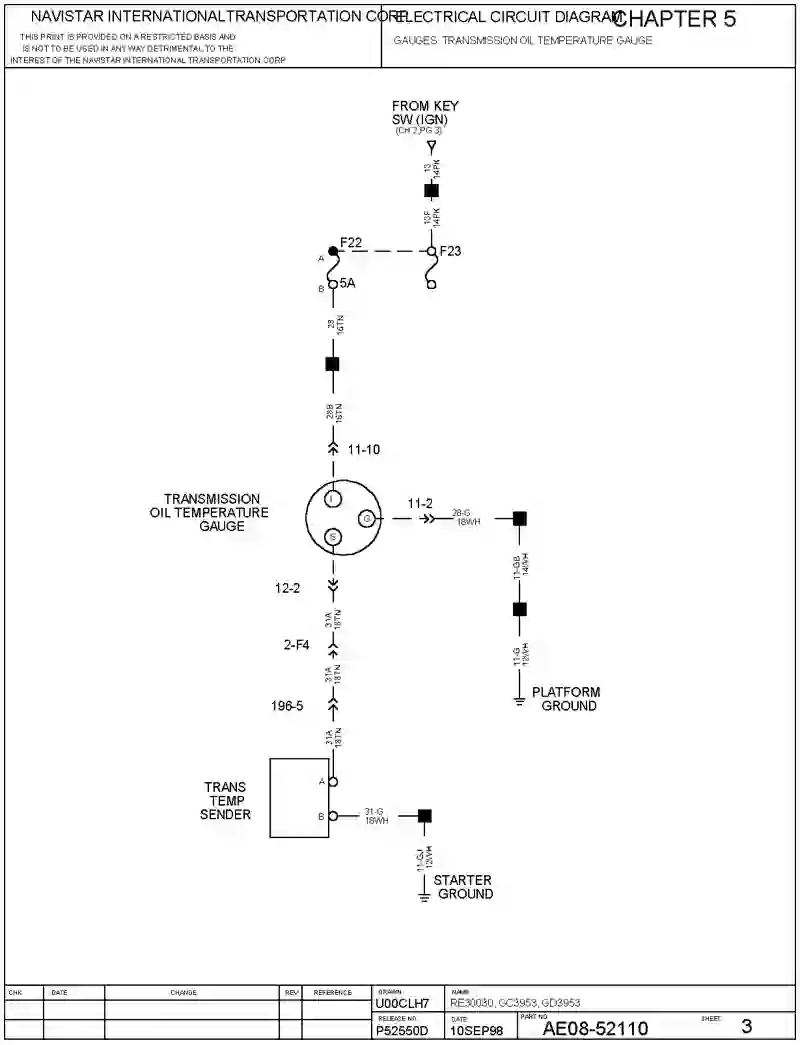 NAVISTAR INTERNATIONALTRANSPORTATION CORP.
ELECTRICAL CIRCUIT DIAGRAM
CHAPTER 5
THIS PRINT IS PROVIDED ON A RESTRICTED BASIS AND
IS NOT TO BE USED IN ANY WAY DETRIMENTAL TO THE
INTEREST OF THE NAVISTAR INTERNATIONAL TRANSPORTATION CORP
GAUGES: TRANSMISSION OIL TEMPERATURE GAUGE
FROM KEY
SW (IGN)
(CH 2,PG 3)
13
14PK
14PK
F22
F23
A
B
5A
28
16TN
28B
16TN
11-10
TRANSMISSION
OIL TEMPERATURE
GAUGE
I
G
S
11-2
28-G
18WH
11-GB
14WH
11-G
12WH
PLATFORM
GROUND
12-2
31A
18TN
2-F4
31A
18TN
196-5
31A
18TN
TRANS
TEMP
SENDER
A
B
31-G
18WH
11-GJ
12WH
STARTER
GROUND
CHK
DATE
CHANGE
REV
REFERENCE
DRAWN
U00CLH7
NAME
RE30030, GC3953, GD3953
RELEASE NO.
P52550D
DATE
10SEP98
PART NO
AE08-52110
SHEET
3